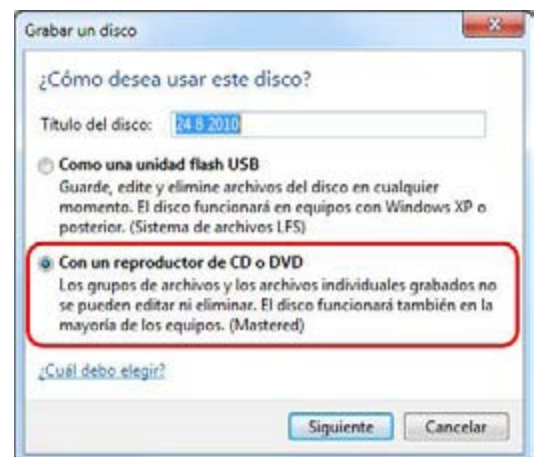 Grabar un disco
¿Cómo desea usar este disco?
Título del disco: 24 8 2010
Como una unidad flash USB
Guarde, edite y elimine archivos del disco en cualquier
momento. El disco funcionará en equipos con Windows XP o
posterior. (Sistema de archivos LFS)
Con un reproductor de CD o DVD
Los grupos de archivos y los archivos individuales grabados no
se pueden editar ni eliminar. El disco funcionará también en la
mayoría de los equipos. (Mastered)
¿Cuál debo elegir?
Siguiente Cancelar